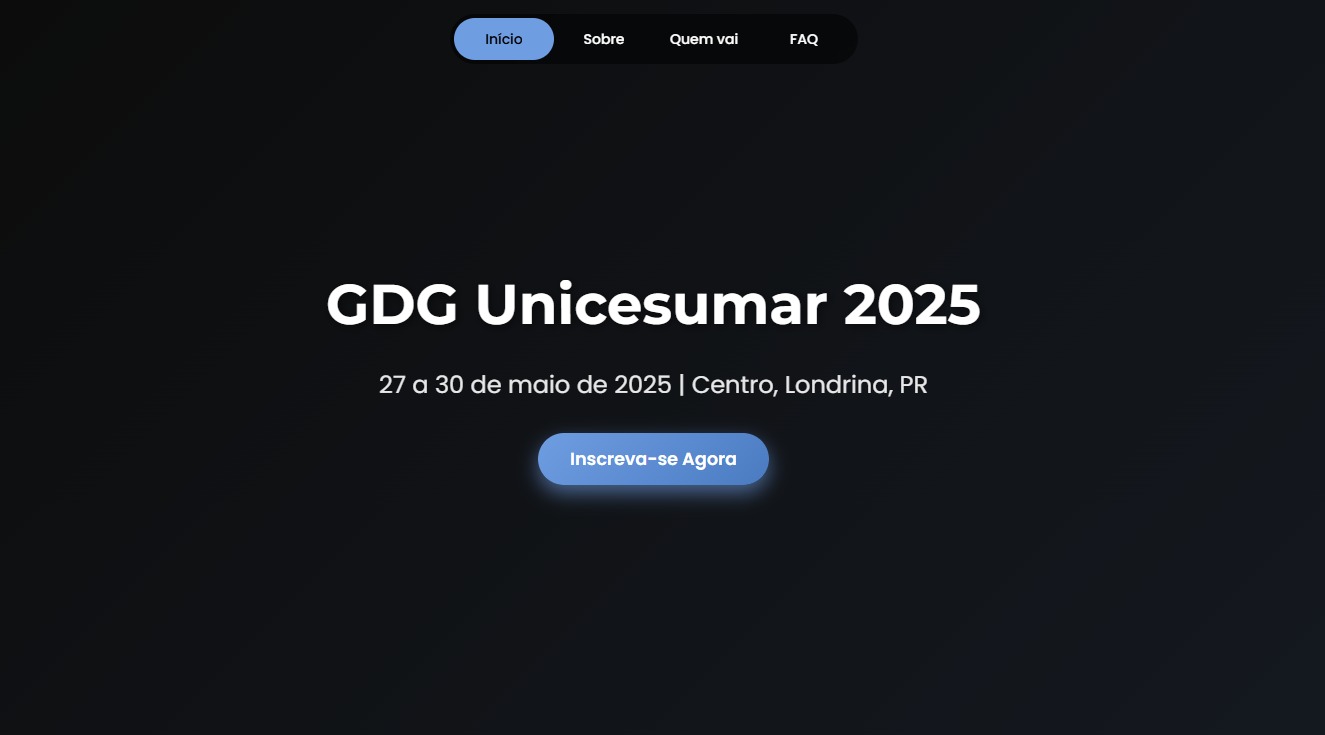 Início Sobre Quem vai FAQ
GDG Unicesumar 2025
27 a 30 de maio de 2025 | Centro, Londrina, PR
Inscreva-se Agora